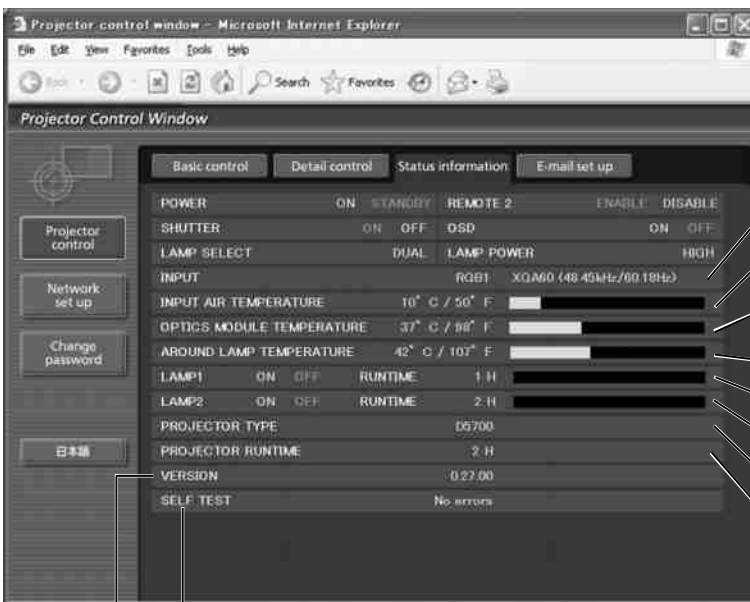 Projector control window - Microsoft Internet Explorer
File Edit View Favorites Tools Help
Back Search Favorites
Projector Control Window
Basic control Detail control Status information E-mail set up
POWER ON STANDBY REMOTE 2 ENABLE DISABLE
SHUTTER ON OFF OSD ON OFF
LAMP SELECT DUAL LAMP POWER HIGH
INPUT RGB1 XGA60 (48.45kHz/60.18Hz)
INPUT AIR TEMPERATURE 10° C / 50° F
OPTICS MODULE TEMPERATURE 37° C / 98° F
AROUND LAMP TEMPERATURE 42° C / 107° F
LAMP1 ON OFF RUNTIME 1 H
LAMP2 ON OFF RUNTIME 2 H
PROJECTOR TYPE D5700
PROJECTOR RUNTIME 2 H
VERSION 0.27.00
SELF TEST No errors
Projector
control
Network
set up
Change
password
日本語